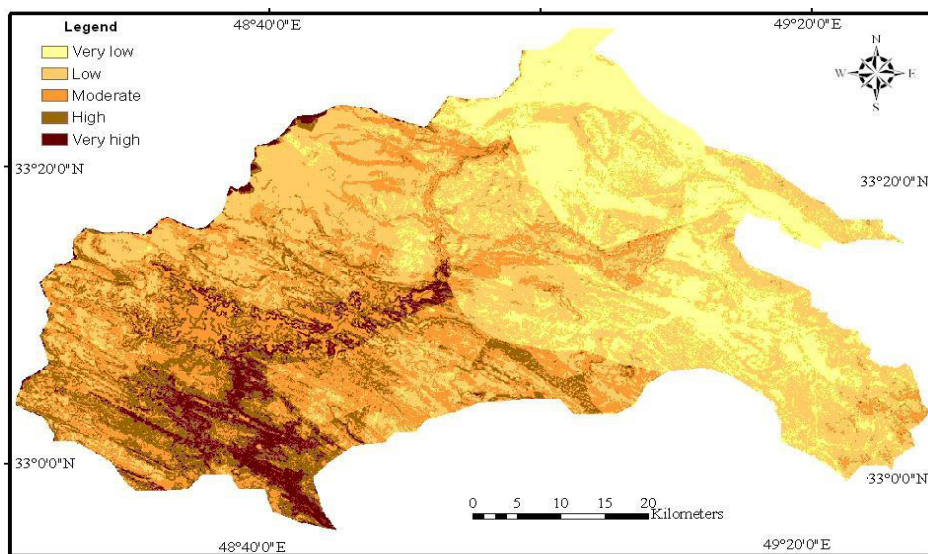 48°40'0"E
49°20'0"E
Legend
Very low
Low
Moderate
High
Very high
N
W
E
S
33°20'0"N
33°20'0"N
33°0'0"N
33°0'0"N
0 5 10 15 20
Kilometers
48°40'0"E
49°20'0"E